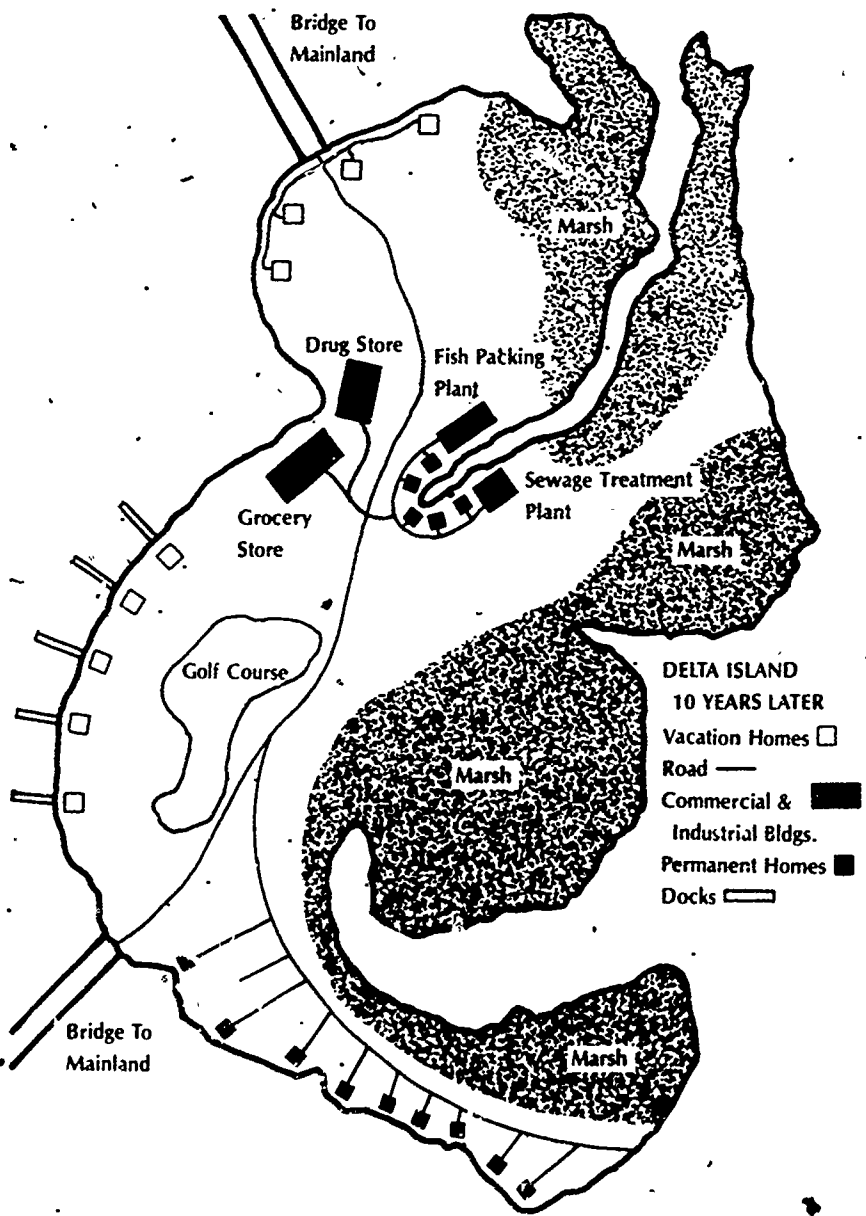 Bridge To
Mainland
Marsh
Drug Store
Fish Packing
Plant
Sewage Treatment
Plant
Grocery
Store
Marsh
Golf Course
DELTA ISLAND
10 YEARS LATER
Vacation Homes
Road
Marsh
Commercial &
Industrial Bldgs.
Permanent Homes
Docks
Bridge To
Mainland
Marsh